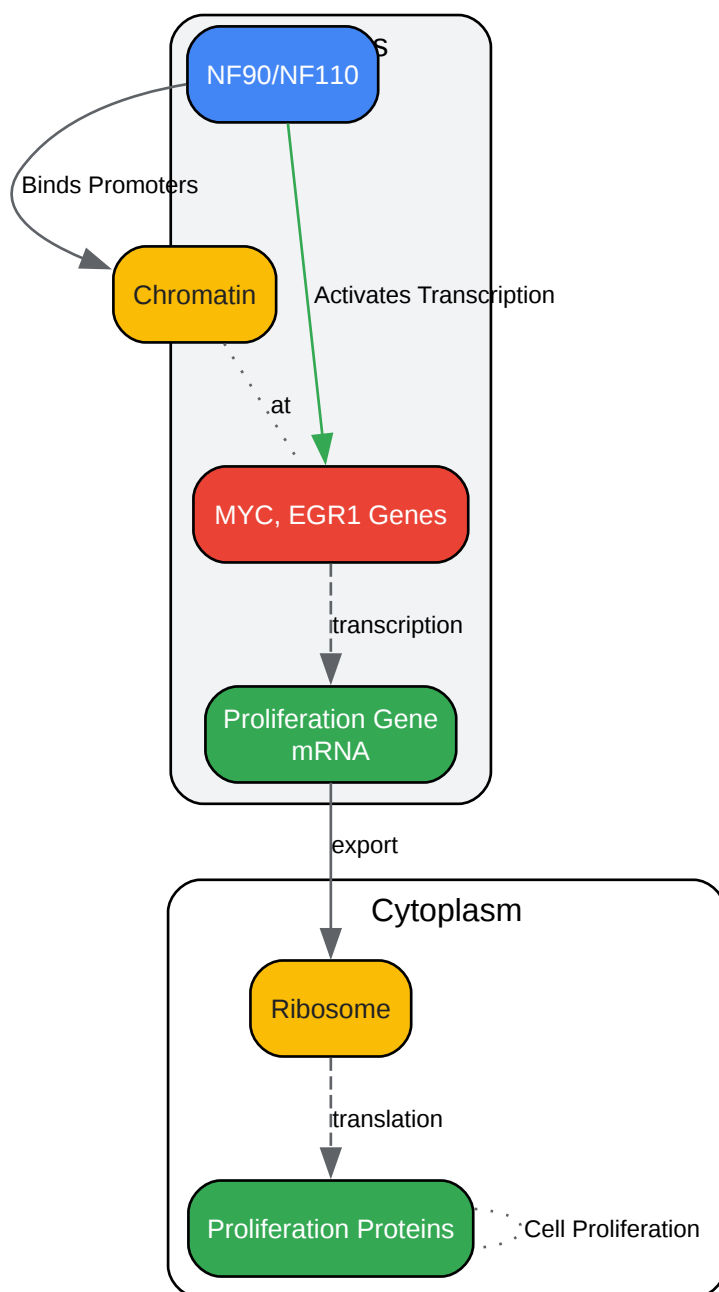 NF90/NF110
Binds Promoters
Chromatin
Activates Transcription
at
MYC, EGR1 Genes
transcription
Proliferation Gene
mRNA
export
Cytoplasm
Ribosome
translation
Proliferation Proteins
Cell Proliferation